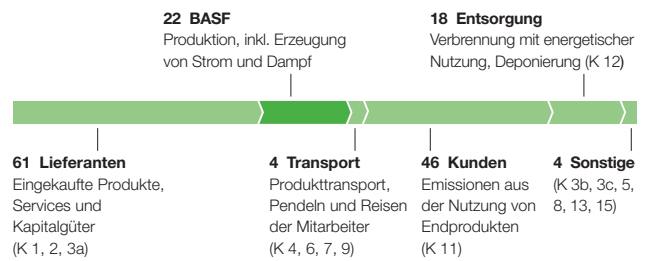 22 BASF
Produktion, inkl. Erzeugung
von Strom und Dampf
18 Entsorgung
Verbrennung mit energetischer
Nutzung, Deponierung (K 12)
61 Lieferanten
Eingekaufte Produkte,
Services und
Kapitalgüter
(K 1, 2, 3a)
4 Transport
Produkttransport,
Pendeln und Reisen
der Mitarbeiter
(K 4, 6, 7, 9)
46 Kunden
Emissionen aus
der Nutzung von
Endprodukten
(K 11)
4 Sonstige
(K 3b, 3c, 5,
8, 13, 15)